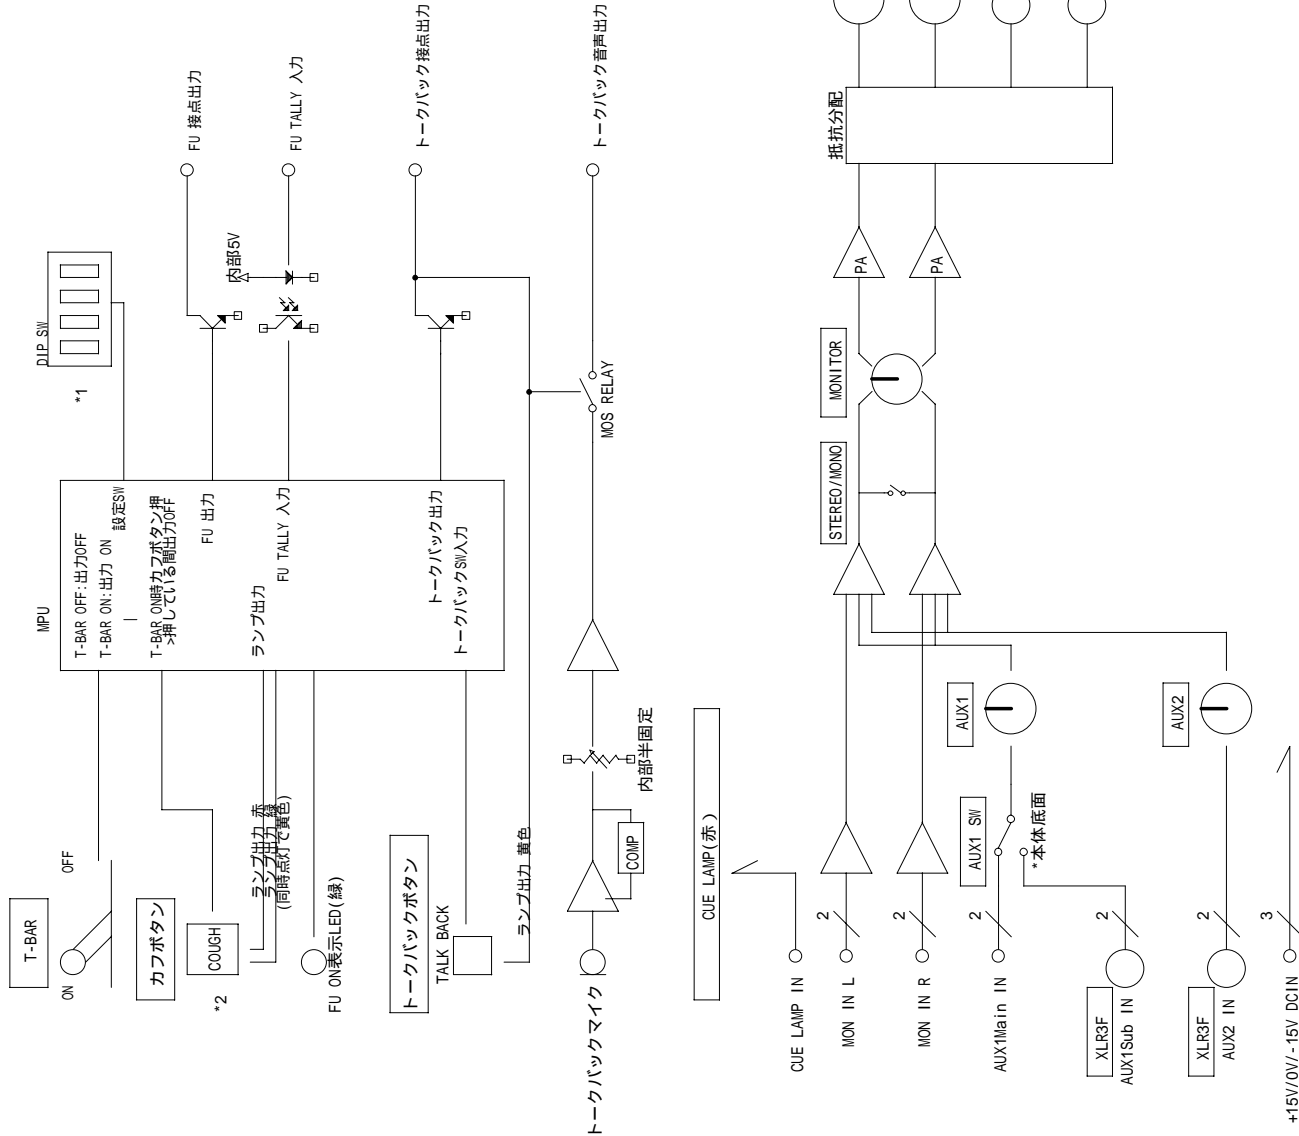 T-BAR
ON
OFF
カフボタン
COUGH
*2
ランプ出力 赤
ランプ出力 緑
(同時点灯で黄色)
FU ON表示LED(緑)
トークバックボタン
TALK BACK
ランプ出力 黄色
トークバックマイク
COMP
内部半固定
MPU
T-BAR OFF:出力OFF
T-BAR ON:出力 ON
|
T-BAR ON時カフボタン押
>押している間出力OFF
設定SW
FU 出力
ランプ出力
FU TALLY 入力
トークバック出力
トークバックSW入力
DIP SW
*1
内部5V
MOS RELAY
FU 接点出力
FU TALLY 入力
トークバック接点出力
トークバック音声出力
CUE LAMP(赤)
CUE LAMP IN
MON IN L
2
MON IN R
2
AUX1Main IN
2
AUX1 SW
*本体底面
XLR3F
AUX1Sub IN
2
XLR3F
AUX2 IN
2
+15V/0V/-15V DCIN
3
AUX1
AUX2
STEREO/MONO
MONITOR
PA
PA
抵抗分配